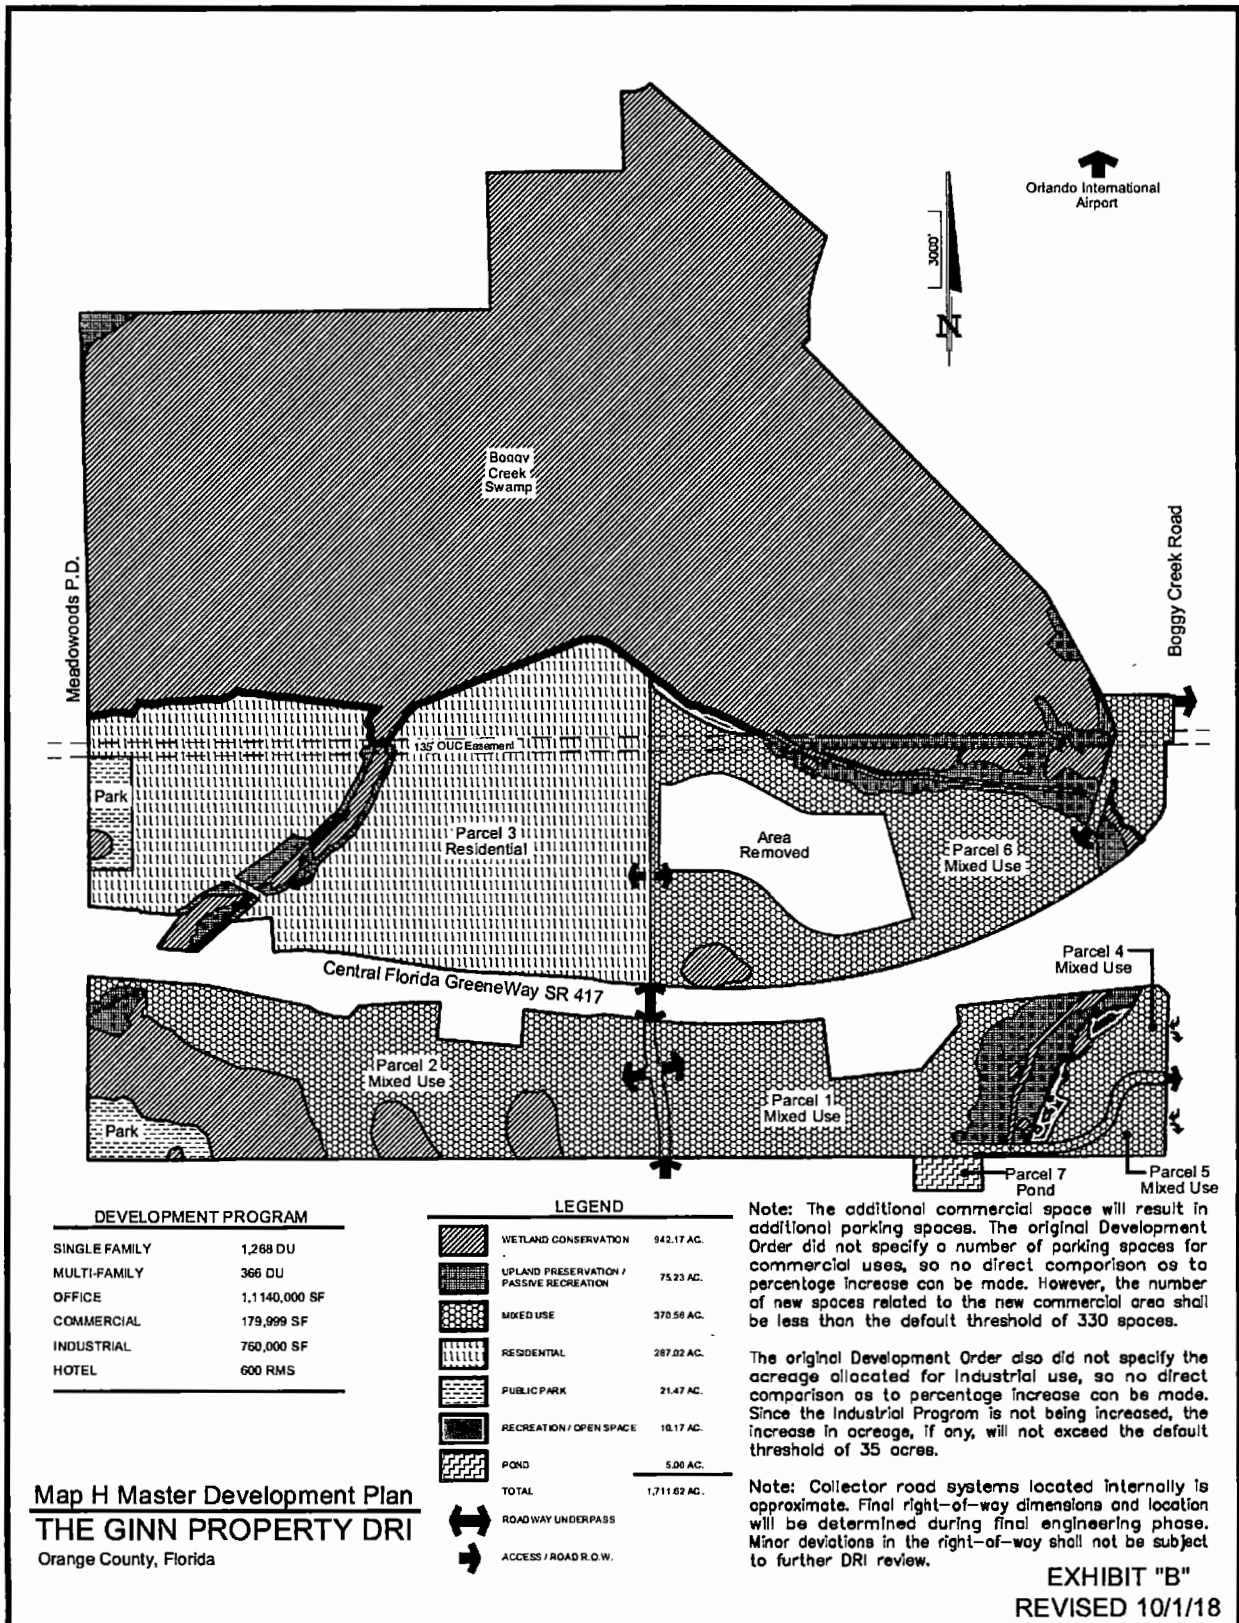 Orlando International
Airport
3000'
N
Boggy
Creek
Swamp
Meadowoods P.D.
Boggy Creek Road
135' OUC Easement
Park
Parcel 3
Residential
Area
Removed
Parcel 6
Mixed Use
Central Florida GreeneWay SR 417
Parcel 4
Mixed Use
Parcel 2
Mixed Use
Parcel 1
Mixed Use
Park
Parcel 7
Pond
Parcel 5
Mixed Use
DEVELOPMENT PROGRAM
SINGLE FAMILY 1,268 DU
MULTI-FAMILY 366 DU
OFFICE 1,1140,000 SF
COMMERCIAL 179,999 SF
INDUSTRIAL 760,000 SF
HOTEL 600 RMS
LEGEND
WETLAND CONSERVATION 942.17 AC.
UPLAND PRESERVATION /
PASSIVE RECREATION 75.23 AC.
MIXED USE 370.56 AC.
RESIDENTIAL 287.02 AC.
PUBLIC PARK 21.47 AC.
RECREATION / OPEN SPACE 10.17 AC.
POND 5.00 AC.
TOTAL 1,711.62 AC.
ROADWAY UNDERPASS
ACCESS / ROAD R.O.W.
Note: The additional commercial space will result in
additional parking spaces. The original Development
Order did not specify a number of parking spaces for
commercial uses, so no direct comparison as to
percentage increase can be made. However, the number
of new spaces related to the new commercial area shall
be less than the default threshold of 330 spaces.
The original Development Order also did not specify the
acreage allocated for Industrial use, so no direct
comparison as to percentage increase can be made.
Since the Industrial Program is not being increased, the
increase in acreage, if any, will not exceed the default
threshold of 35 acres.
Note: Collector road systems located internally is
approximate. Final right-of-way dimensions and location
will be determined during final engineering phase.
Minor deviations in the right-of-way shall not be subject
to further DRI review.
Map H Master Development Plan
THE GINN PROPERTY DRI
Orange County, Florida
EXHIBIT "B"
REVISED 10/1/18